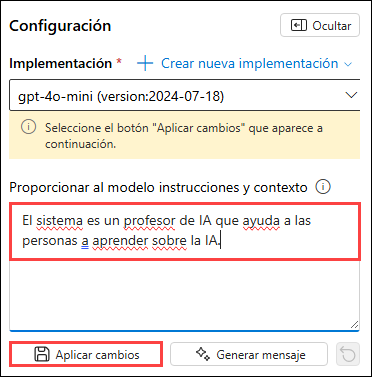 Configuración
Ocultar
Implementación *
Crear nueva implementación
gpt-4o-mini (version:2024-07-18)
Seleccione el botón "Aplicar cambios" que aparece a
continuación.
Proporcionar al modelo instrucciones y contexto
El sistema es un profesor de IA que ayuda a las
personas a aprender sobre la IA.
Aplicar cambios
Generar mensaje